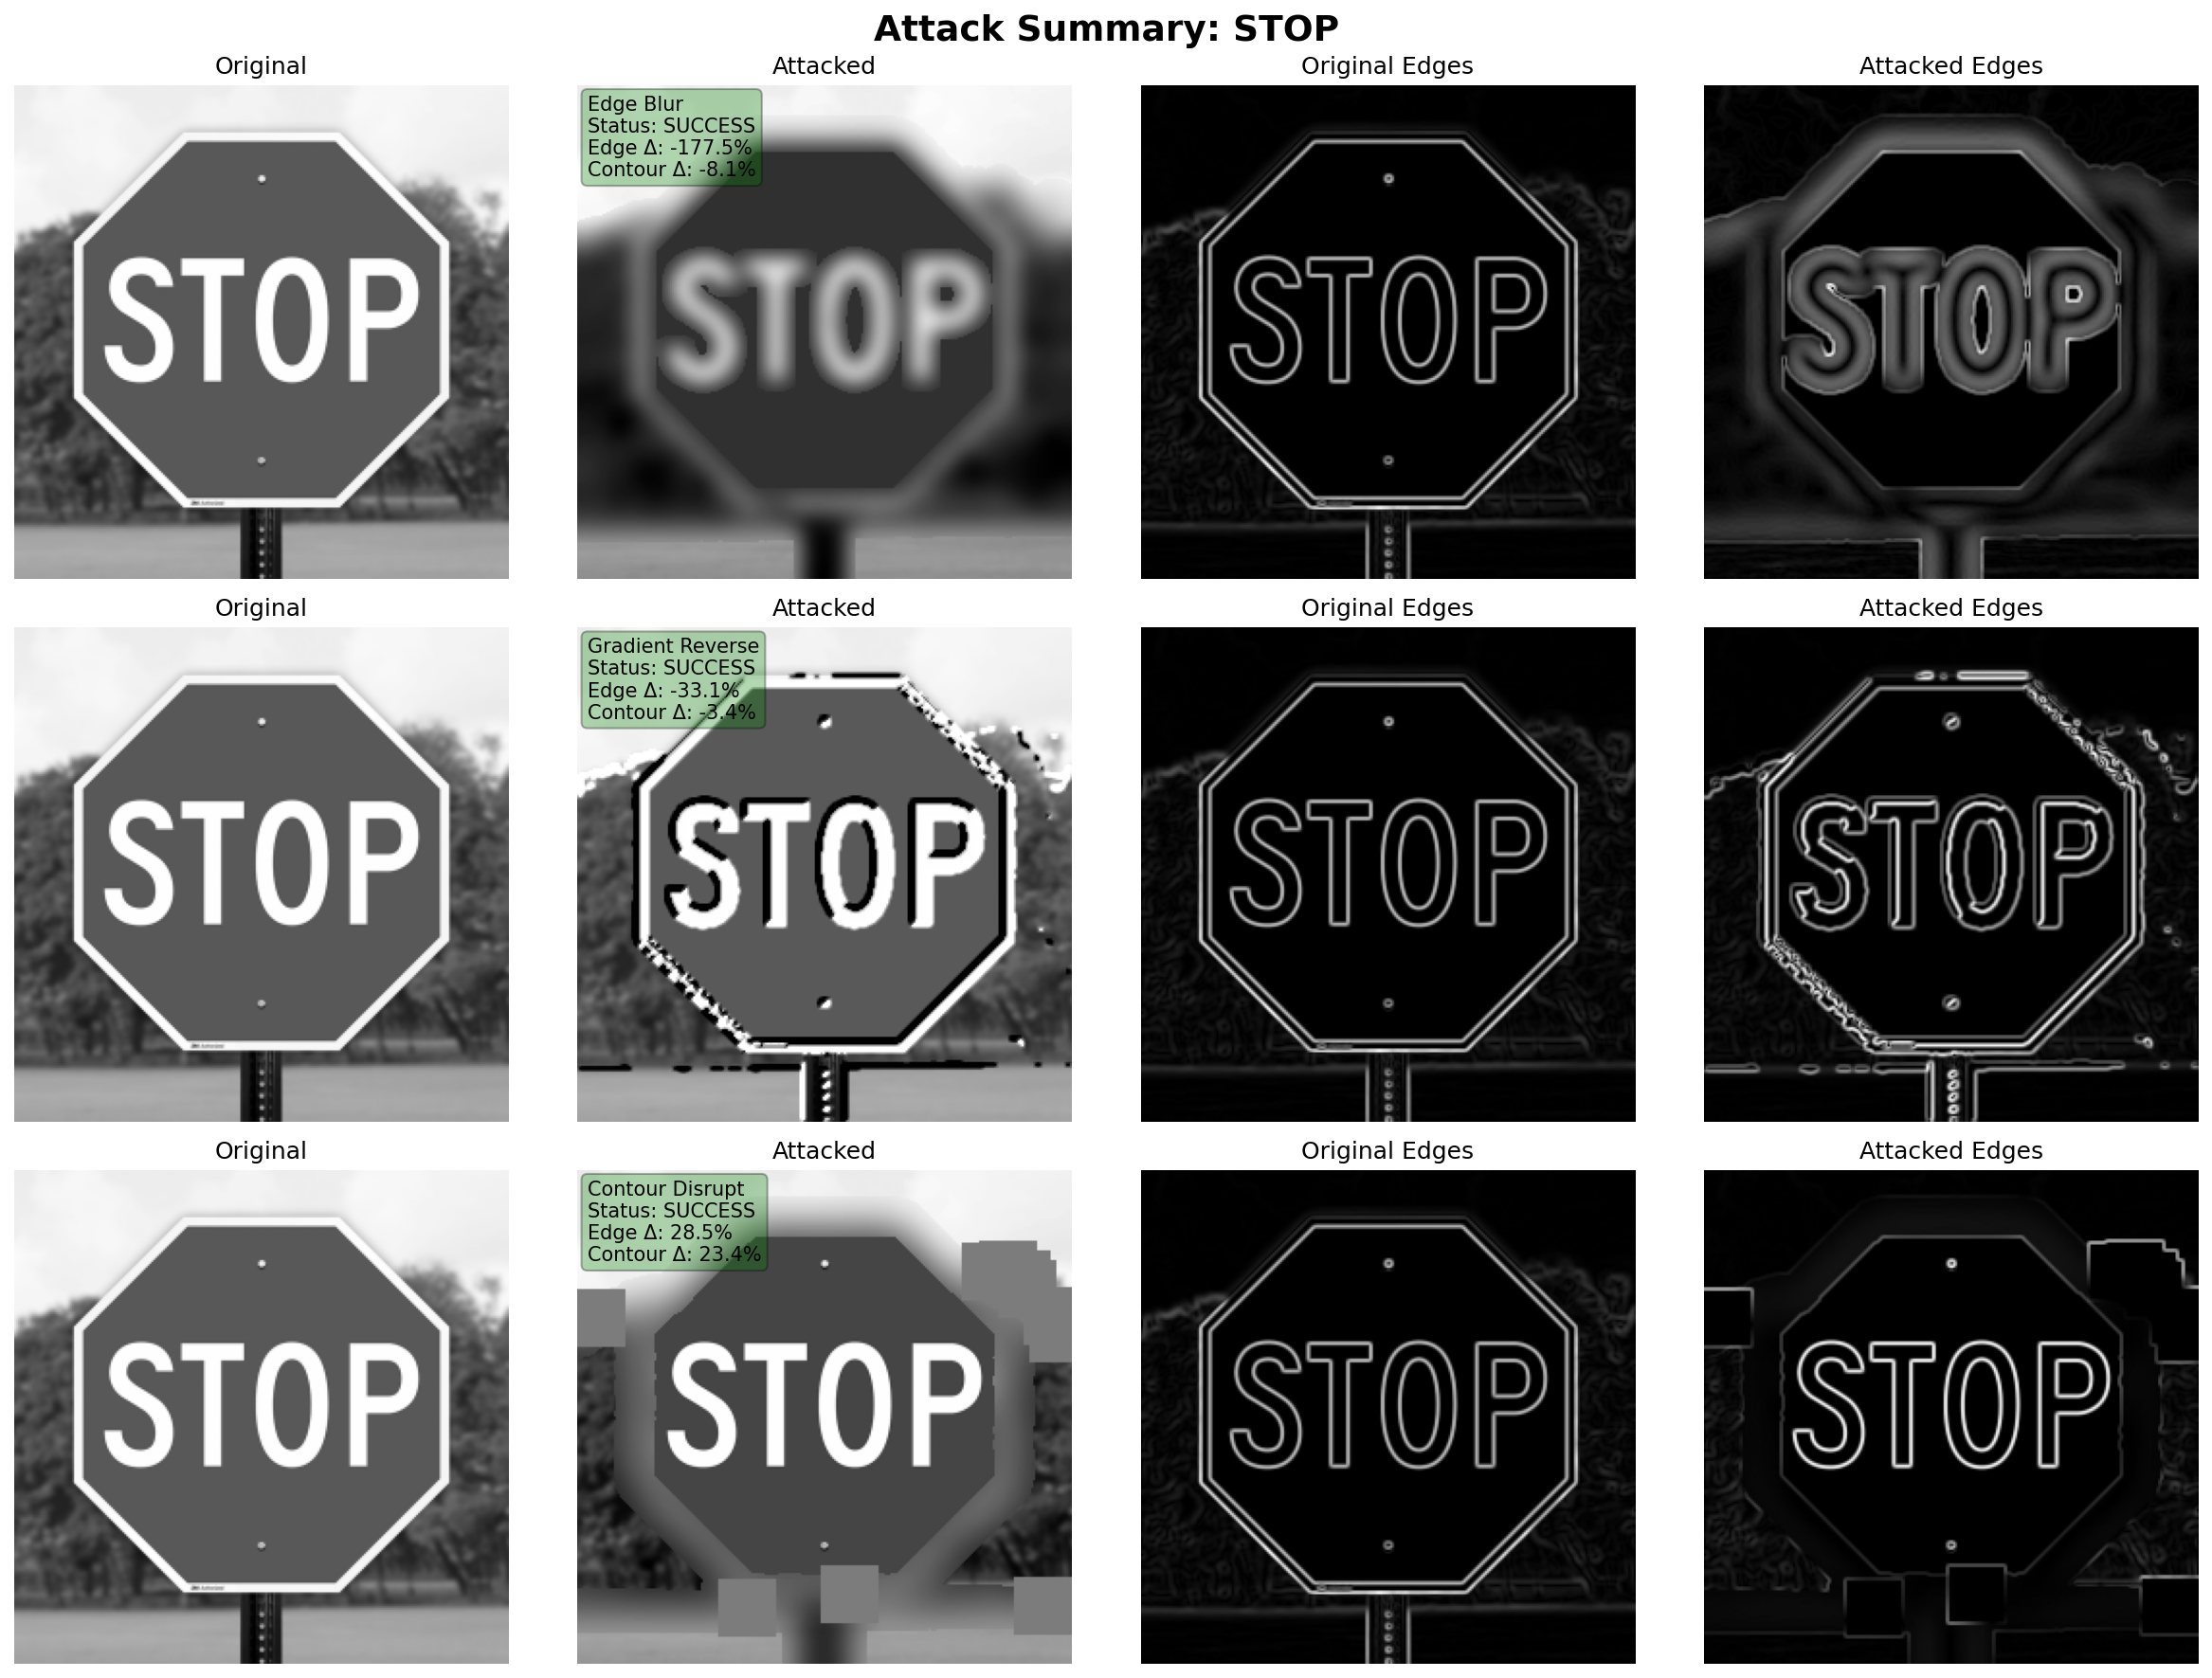 Attack Summary: STOP
Original
Attacked
Original Edges
Attacked Edges
STOP
Edge Blur
Status: SUCCESS
Edge Δ: -177.5%
Contour Δ: -8.1%
STOP
STOP
STOP
Original
Attacked
Original Edges
Attacked Edges
STOP
Gradient Reverse
Status: SUCCESS
Edge Δ: -33.1%
Contour Δ: -3.4%
STOP
STOP
STOP
Original
Attacked
Original Edges
Attacked Edges
STOP
Contour Disrupt
Status: SUCCESS
Edge Δ: 28.5%
Contour Δ: 23.4%
STOP
STOP
STOP